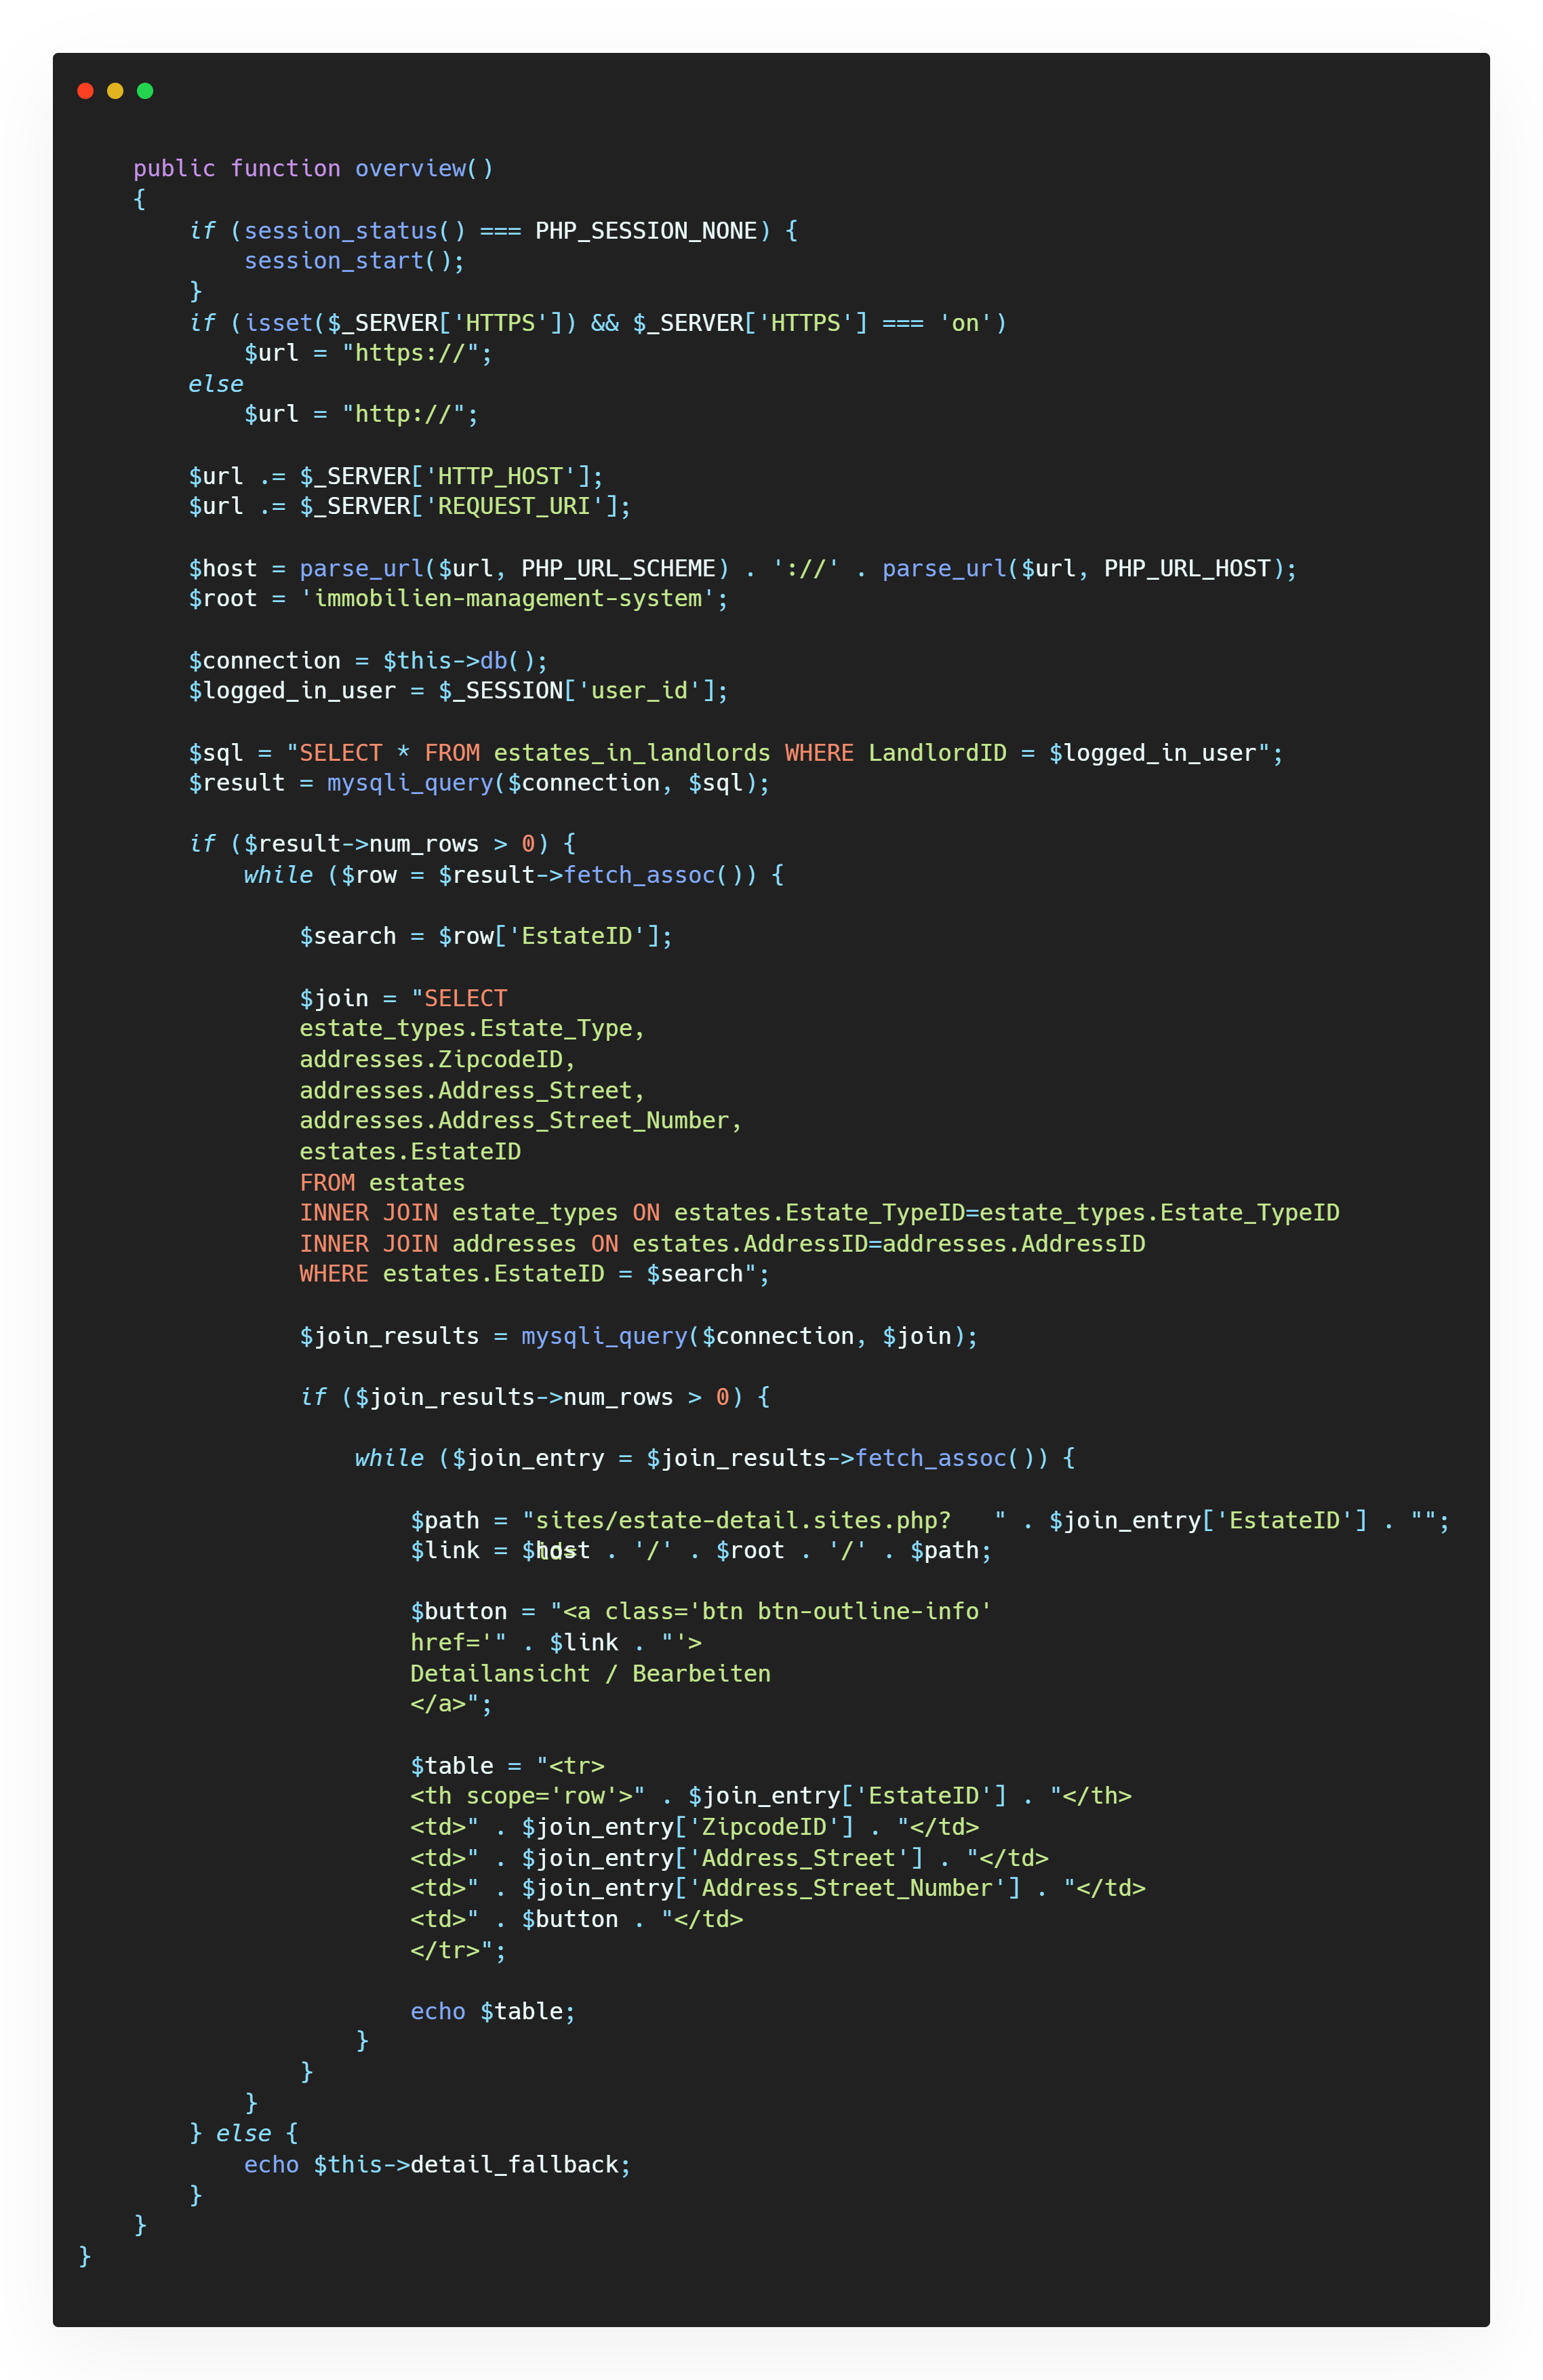 public function overview()
{
if (session_status() === PHP_SESSION_NONE) {
session_start();
}
if (isset($_SERVER['HTTPS']) && $_SERVER['HTTPS'] === 'on')
$url = "https://";
else
$url = "http://";
$url .= $_SERVER['HTTP_HOST'];
$url .= $_SERVER['REQUEST_URI'];
$host = parse_url($url, PHP_URL_SCHEME) . '://' . parse_url($url, PHP_URL_HOST);
$root = 'immobilien-management-system';
$connection = $this->db();
$logged_in_user = $_SESSION['user_id'];
$sql = "SELECT * FROM estates_in_landlords WHERE LandlordID = $logged_in_user";
$result = mysqli_query($connection, $sql);
if ($result->num_rows > 0) {
while ($row = $result->fetch_assoc()) {
$search = $row['EstateID'];
$join = "SELECT
estate_types.Estate_Type,
addresses.ZipcodeID,
addresses.Address_Street,
addresses.Address_Street_Number,
estates.EstateID
FROM estates
INNER JOIN estate_types ON estates.Estate_TypeID=estate_types.Estate_TypeID
INNER JOIN addresses ON estates.AddressID=addresses.AddressID
WHERE estates.EstateID = $search";
$join_results = mysqli_query($connection, $join);
if ($join_results->num_rows > 0) {
while ($join_entry = $join_results->fetch_assoc()) {
$path = "sites/estate-detail.sites.php?id=" . $join_entry['EstateID'] . "";
$link = $host . '/' . $root . '/' . $path;
$button = "<a class='btn btn-outline-info'
href='" . $link . "'>
Detailansicht / Bearbeiten
</a>";
$table = "<tr>
<th scope='row'>" . $join_entry['EstateID'] . "</th>
<td>" . $join_entry['ZipcodeID'] . "</td>
<td>" . $join_entry['Address_Street'] . "</td>
<td>" . $join_entry['Address_Street_Number'] . "</td>
<td>" . $button . "</td>
</tr>";
echo $table;
}
}
}
} else {
echo $this->detail_fallback;
}
}
}